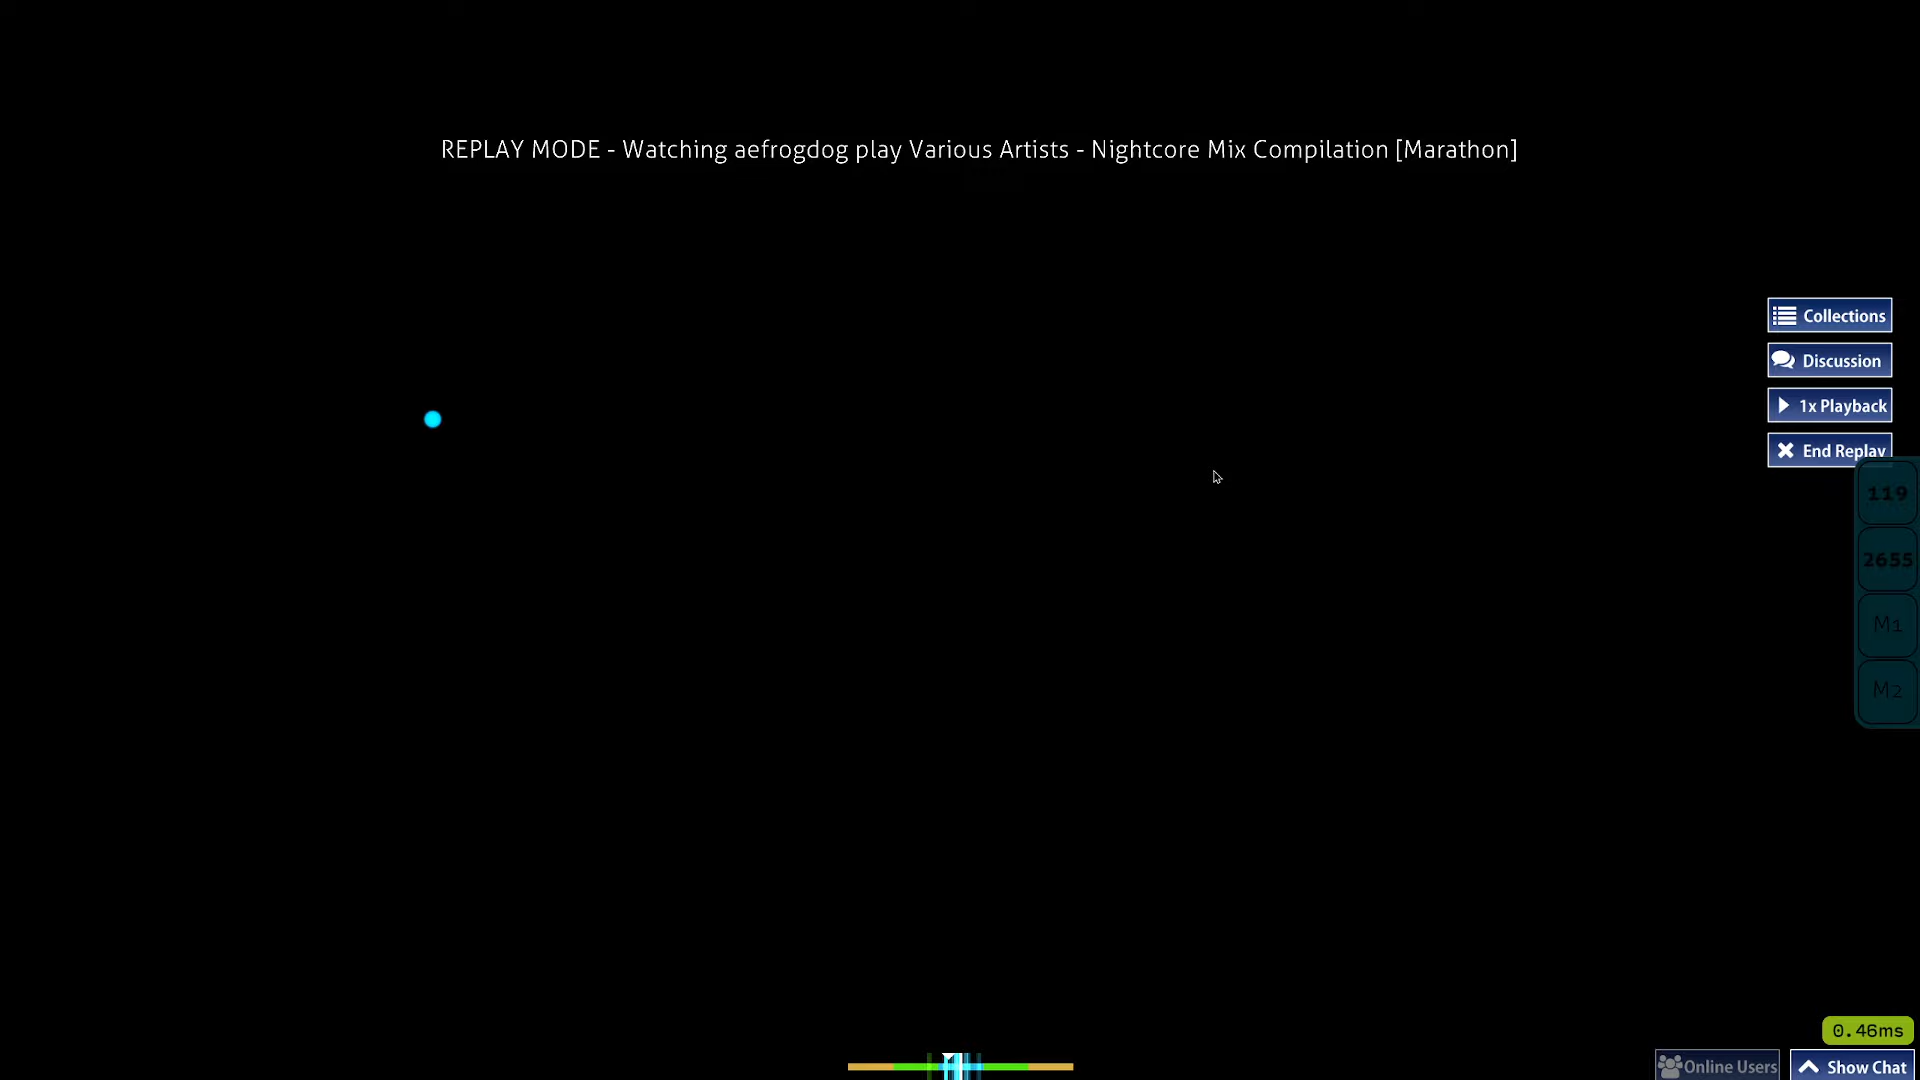 REPLAY MODE - Watching aefrogdog play Various Artists - Nightcore Mix Compilation [Marathon]
Collections
Discussion
1x Playback
End Replay
119
2655
M1
M2
0.46ms
Online Users
Show Chat